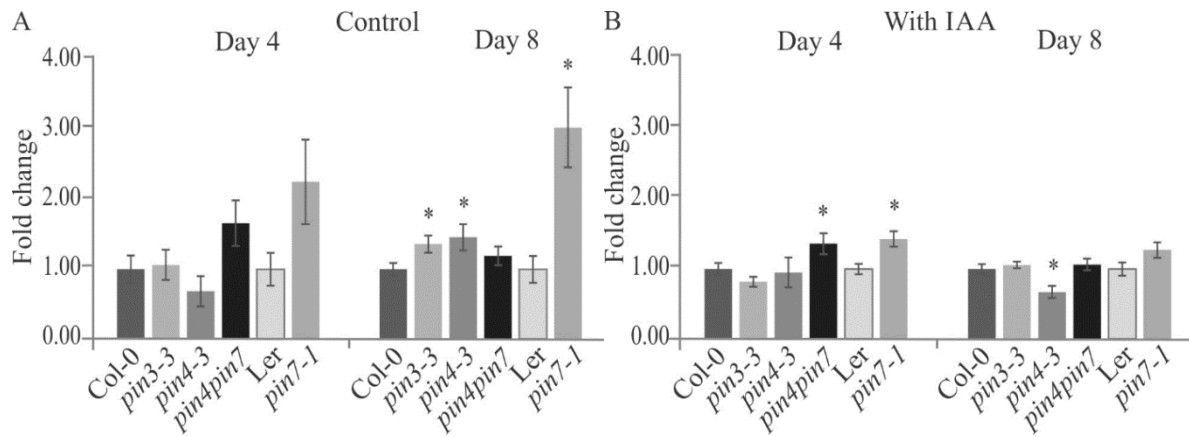 A Control
Day 4 Day 8
Fold change
4.00
3.00
2.00
1.00
0.00
* * *
Col-0 pin3-3 pin4-3 pin4pin7 Ler pin7-1 Col-0 pin3-3 pin4-3 pin4pin7 Ler pin7-1
B With IAA
Day 4 Day 8
Fold change
4.00
3.00
2.00
1.00
0.00
* * *
Col-0 pin3-3 pin4-3 pin4pin7 Ler pin7-1 Col-0 pin3-3 pin4-3 pin4pin7 Ler pin7-1